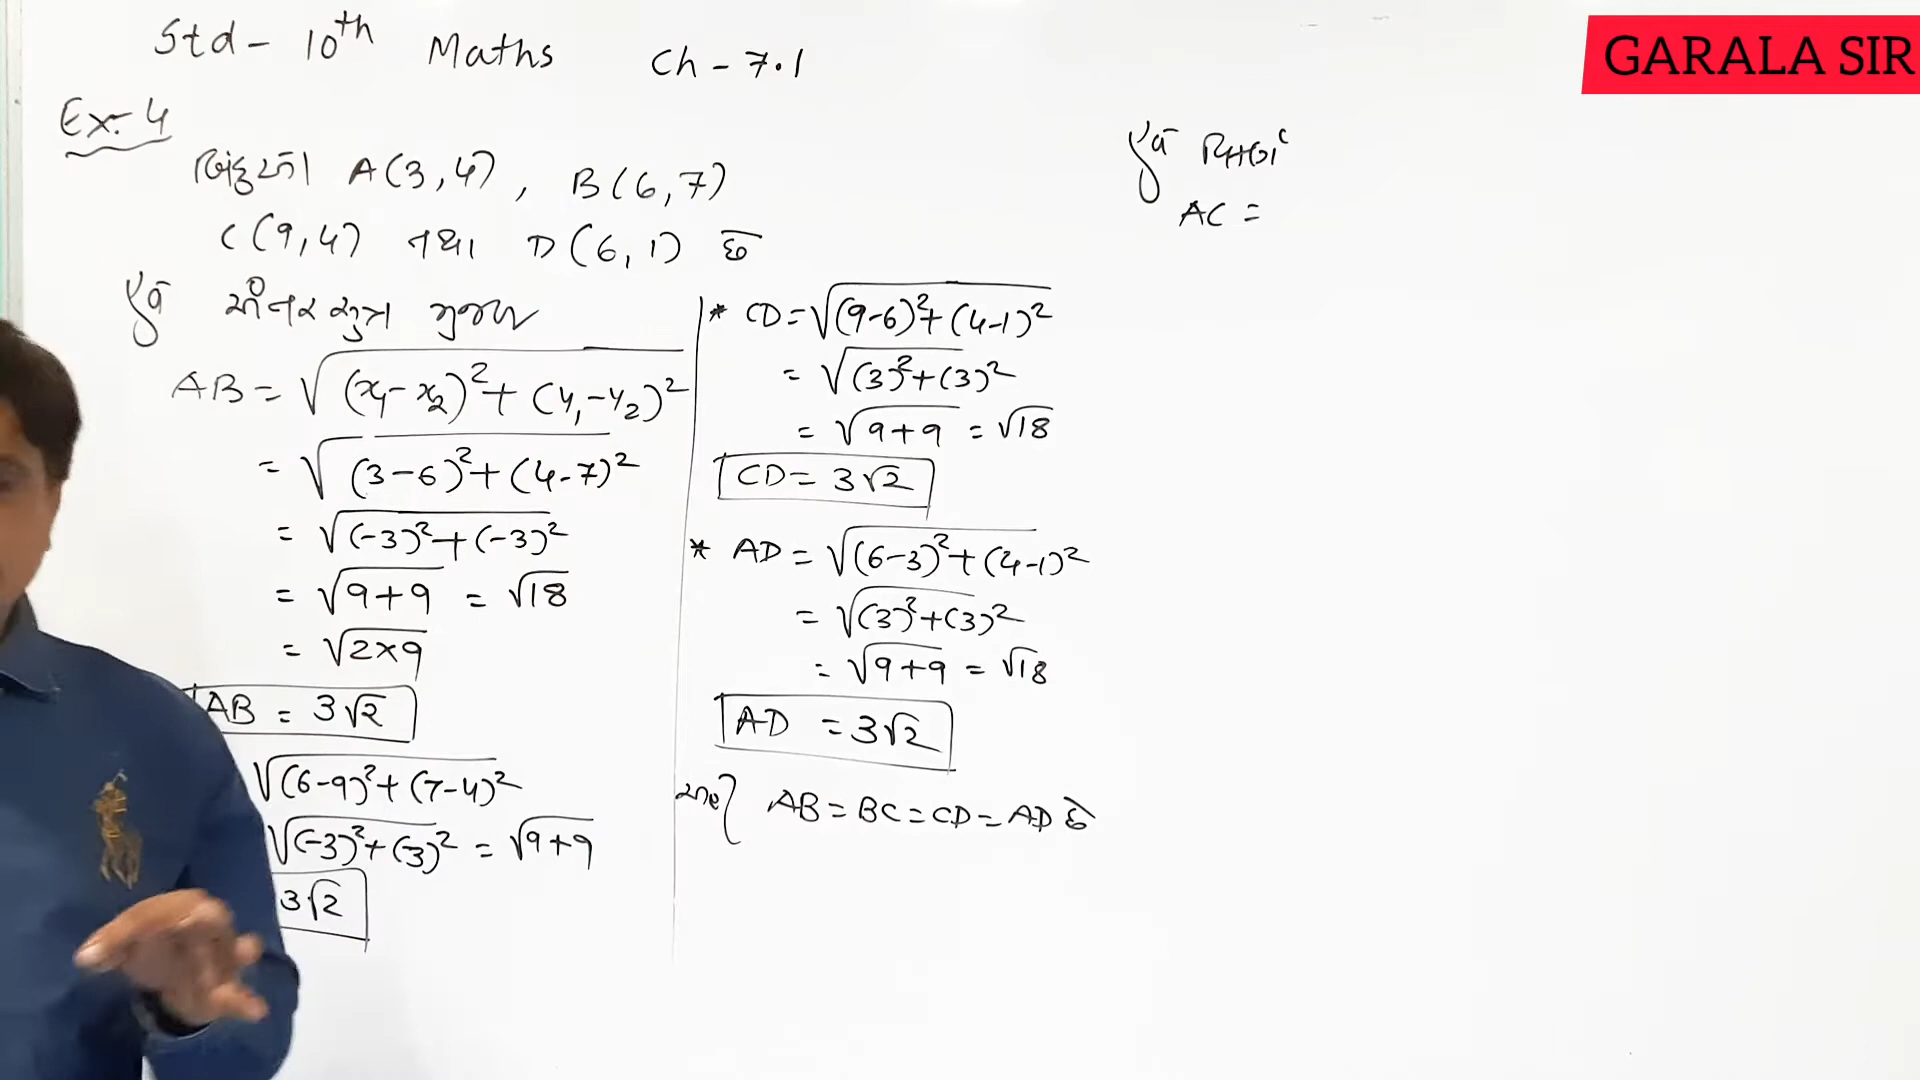 Std - 10th Maths Ch - 7.1
GARALA SIR
Ex. 4
બિંદુઓ A(3,4), B(6,7)
C(9,4) તથા D(6,1) છે
હવે અંતર સૂત્ર મુજબ
AB = √(x₁-x₂)²+(y₁-y₂)²
= √(3-6)²+(4-7)²
= √(-3)²+(-3)²
= √9+9 = √18
= √2×9
AB = 3√2
√(6-9)²+(7-4)²
√(-3)²+(3)² = √9+9
3√2
* CD = √(9-6)²+(4-1)²
= √(3)²+(3)²
= √9+9 = √18
CD = 3√2
* AD = √(6-3)²+(4-1)²
= √(3)²+(3)²
= √9+9 = √18
AD = 3√2
AB = BC = CD = AD છે
હવે વિકર્ણ
AC =